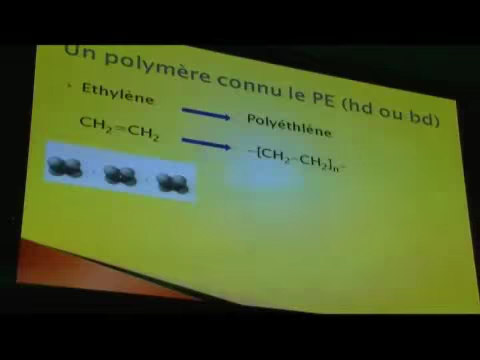 Un polymère connu le PE (hd ou bd)
Ethylène
Polyéthlène
CH₂=CH₂
–[CH₂–CH₂]ₙ–